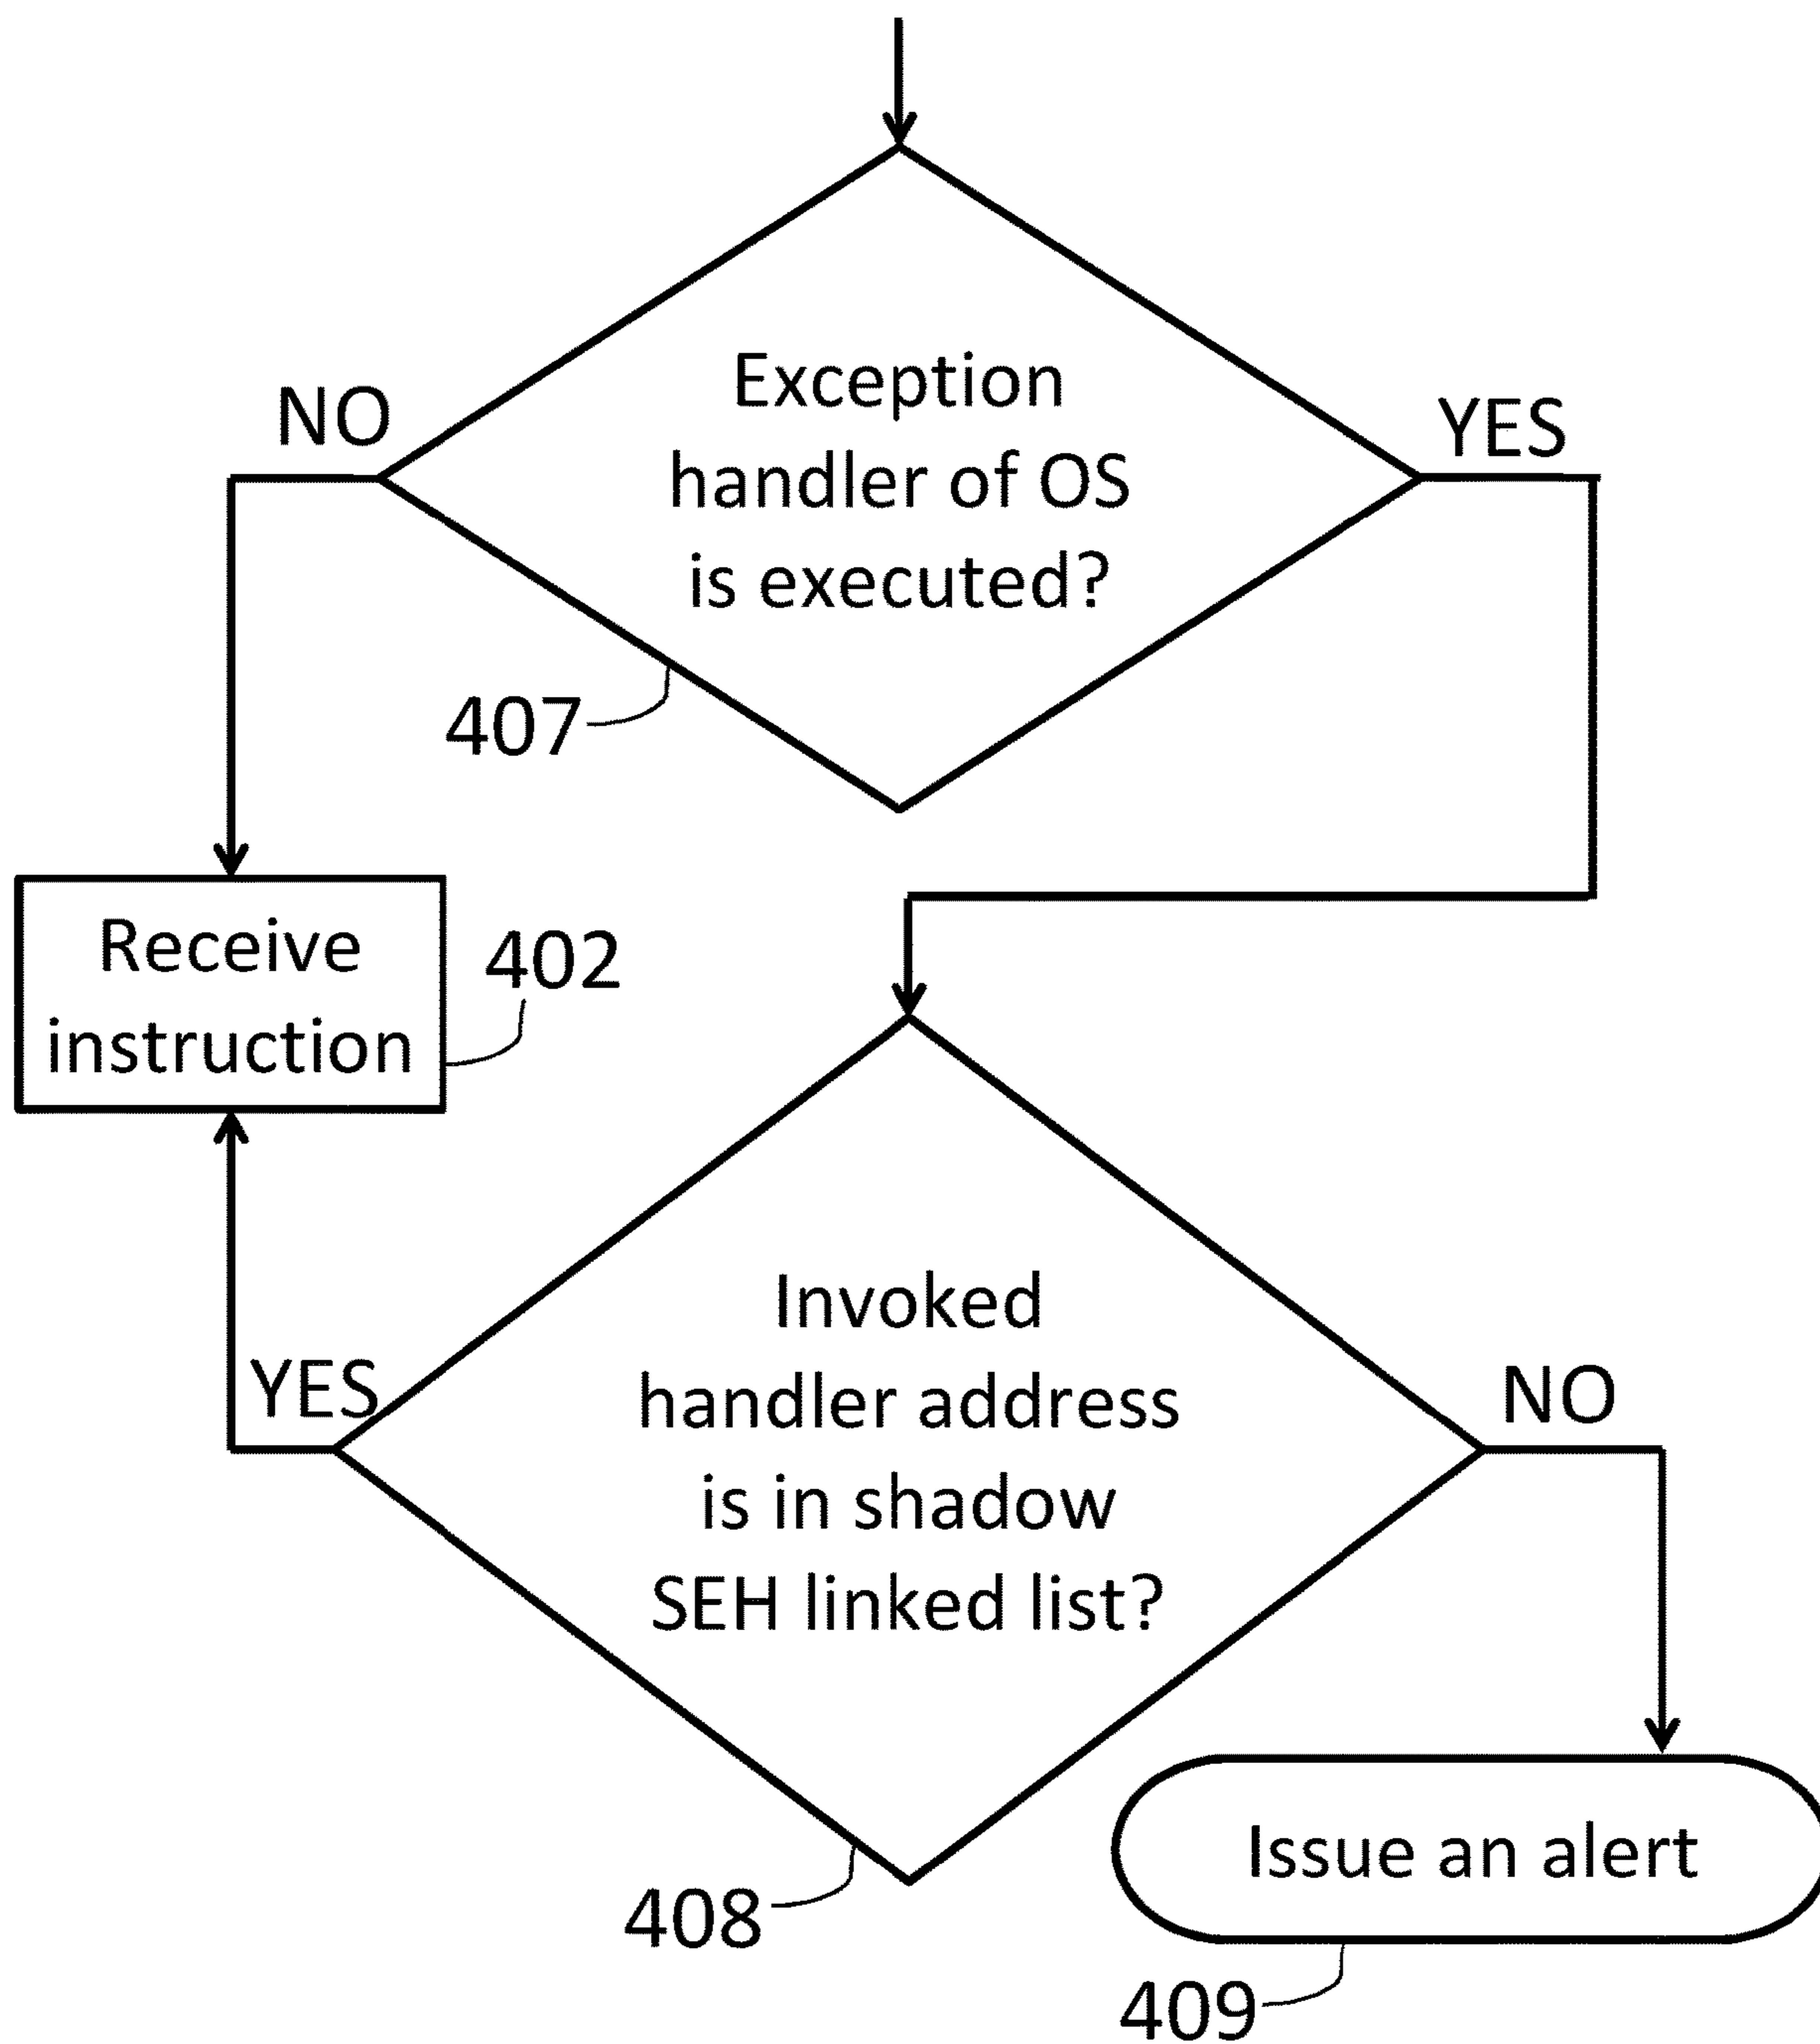 Exception
handler of OS
is executed?
NO
YES
407
Receive
instruction
402
Invoked
handler address
is in shadow
SEH linked list?
YES
NO
408
Issue an alert
409